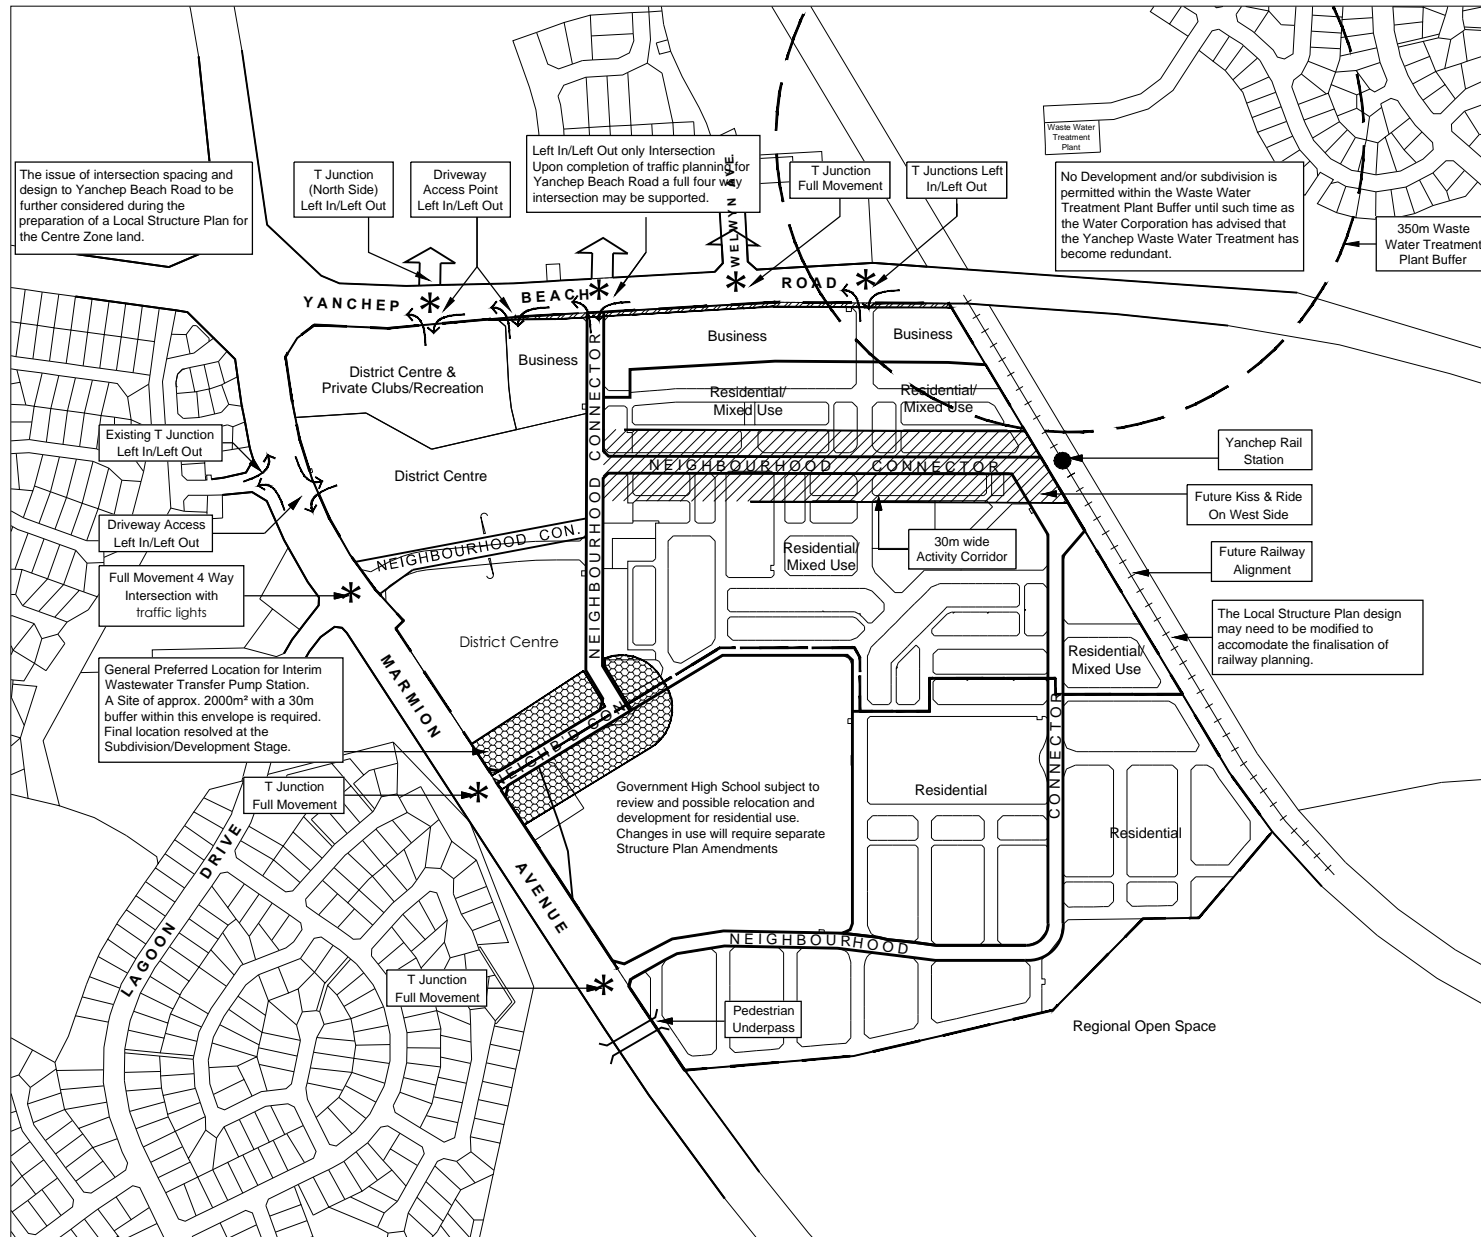 The issue of intersection spacing and
design to Yanchep Beach Road to be
further considered during the
preparation of a Local Structure Plan for
the Centre Zone land.
T Junction
(North Side)
Left In/Left Out
Driveway
Access Point
Left In/Left Out
Left In/Left Out only Intersection
Upon completion of traffic planning for
Yanchep Beach Road a full four way
intersection may be supported.
WELWYN AVE.
T Junction
Full Movement
T Junctions Left
In/Left Out
Waste Water
Treatment
Plant
No Development and/or subdivision is
permitted within the Waste Water
Treatment Plant Buffer until such time as
the Water Corporation has advised that
the Yanchep Waste Water Treatment has
become redundant.
350m Waste
Water Treatment
Plant Buffer
YANCHEP BEACH ROAD
District Centre &
Private Clubs/Recreation
Business
Business
Business
Residential/
Mixed Use
Residential/
Mixed Use
Existing T Junction
Left In/Left Out
District Centre
NEIGHBOURHOOD CONNECTOR
NEIGHBOURHOOD CONNECTOR
Yanchep Rail
Station
Future Kiss & Ride
On West Side
Driveway Access
Left In/Left Out
NEIGHBOURHOOD CON.
30m wide
Activity Corridor
Residential/
Mixed Use
Future Railway
Alignment
Full Movement 4 Way
Intersection with
traffic lights
The Local Structure Plan design
may need to be modified to
accomodate the finalisation of
railway planning.
District Centre
Residential/
Mixed Use
General Preferred Location for Interim
Wastewater Transfer Pump Station.
A Site of approx. 2000m² with a 30m
buffer within this envelope is required.
Final location resolved at the
Subdivision/Development Stage.
MARMION AVENUE
NEIGHB'D CON.
T Junction
Full Movement
Government High School subject to
review and possible relocation and
development for residential use.
Changes in use will require separate
Structure Plan Amendments
Residential
CONNECTOR
Residential
LAGOON DRIVE
NEIGHBOURHOOD
T Junction
Full Movement
Pedestrian
Underpass
Regional Open Space